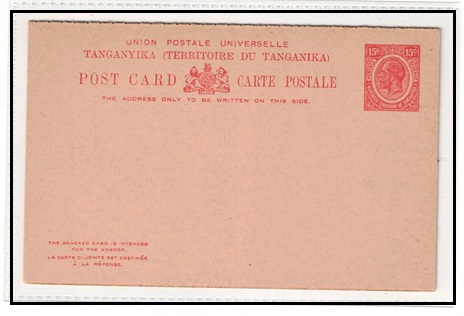 UNION POSTALE UNIVERSELLE
TANGANYIKA (TERRITOIRE DU TANGANIKA)
POST CARD CARTE POSTALE
THE ADDRESS ONLY TO BE WRITTEN ON THIS SIDE.
15c 15c
THE ANNEXED CARD IS INTENDED
FOR THE ANSWER.
LA CARTE CI-JOINTE EST DESTINÉE
À LA RÉPONSE.